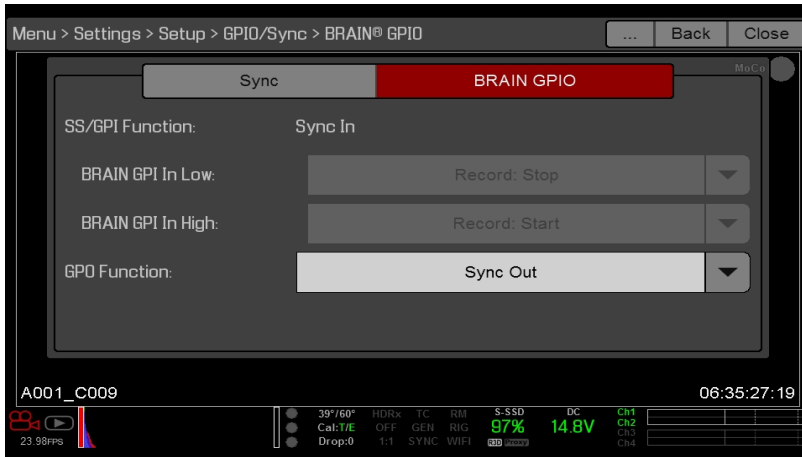 Menu > Settings > Setup > GPIO/Sync > BRAIN® GPIO ... Back Close
MoCo
Sync BRAIN GPIO
SS/GPI Function: Sync In
BRAIN GPI In Low: Record: Stop
BRAIN GPI In High: Record: Start
GPO Function: Sync Out
A001_C009 06:35:27:19
39°/60° HDRx TC RM S-SSD DC Ch1
Cal:T/E OFF GEN RIG 97% 14.8V Ch2
23.98FPS Drop:0 1:1 SYNC WIFI R3D Proxy Ch3
Ch4